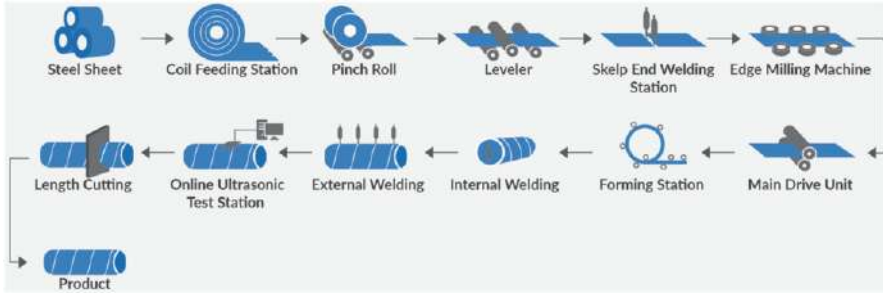 Steel Sheet
Coil Feeding Station
Pinch Roll
Leveler
Skelp End Welding
Station
Edge Milling Machine
Main Drive Unit
Forming Station
Internal Welding
External Welding
Online Ultrasonic
Test Station
Length Cutting
Product